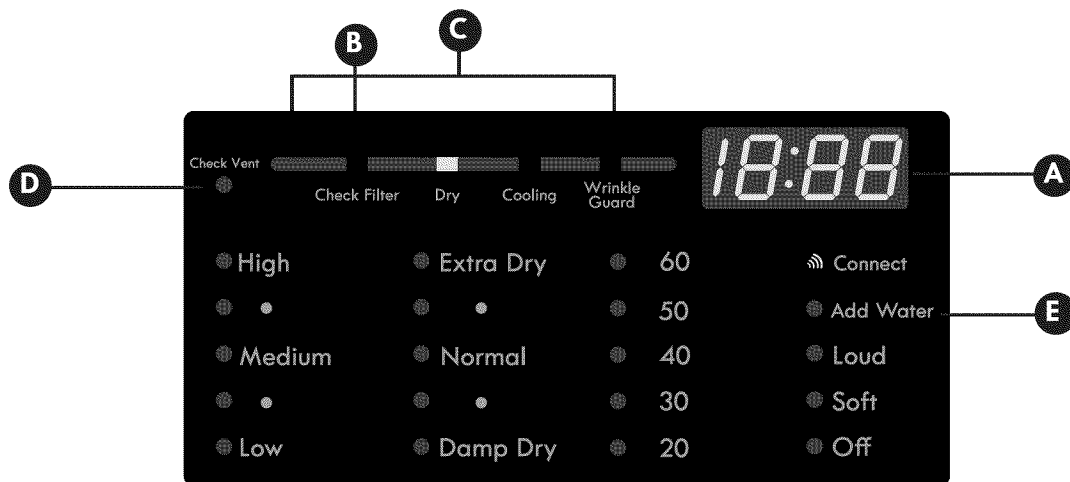 C
B
Check Vent
18:88
D
A
Check Filter Dry Cooling Wrinkle
Guard
High Extra Dry 60 Connect
50 Add Water
E
Medium Normal 40 Loud
30 Soft
Low Damp Dry 20 Off